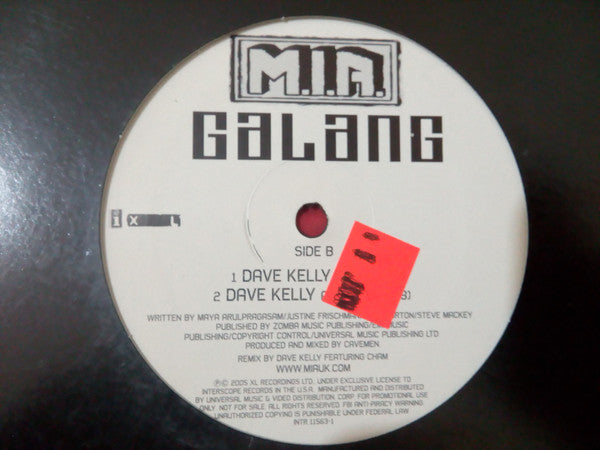 M.I.A.
GALANG
XL
SIDE B
1 DAVE KELLY
2 DAVE KELLY
WRITTEN BY MAYA ARULPRAGASAM/JUSTINE FRISCHMAN STEVE MACKEY
PUBLISHED BY ZOMBA MUSIC PUBLISHING/ MUSIC
PUBLISHING/COPYRIGHT CONTROL/UNIVERSAL MUSIC PUBLISHING LTD.
PRODUCED AND MIXED BY CAVEMEN
REMIX BY DAVE KELLY FEATURING CHAM
WWW.MIAUK.COM
℗© 2005 XL RECORDINGS LTD. UNDER EXCLUSIVE LICENSE TO
INTERSCOPE RECORDS IN THE U.S.A. MANUFACTURED AND DISTRIBUTED
BY UNIVERSAL MUSIC & VIDEO DISTRIBUTION, CORP. FOR PROMOTIONAL USE
ONLY. NOT FOR SALE. ALL RIGHTS RESERVED. FBI ANTI-PIRACY WARNING:
UNAUTHORIZED COPYING IS PUNISHABLE UNDER FEDERAL LAW
INTR 11563-1